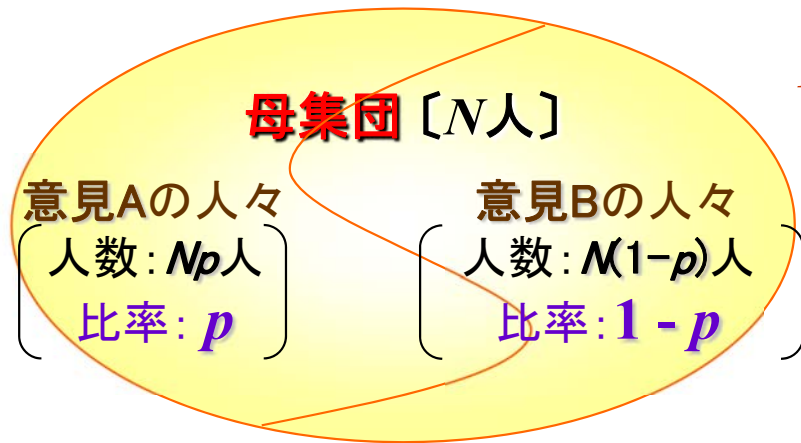 母集団〔N人〕
意見Aの人々
人数:Np人
比率:p
意見Bの人々
人数:N(1-p)人
比率:1 - p